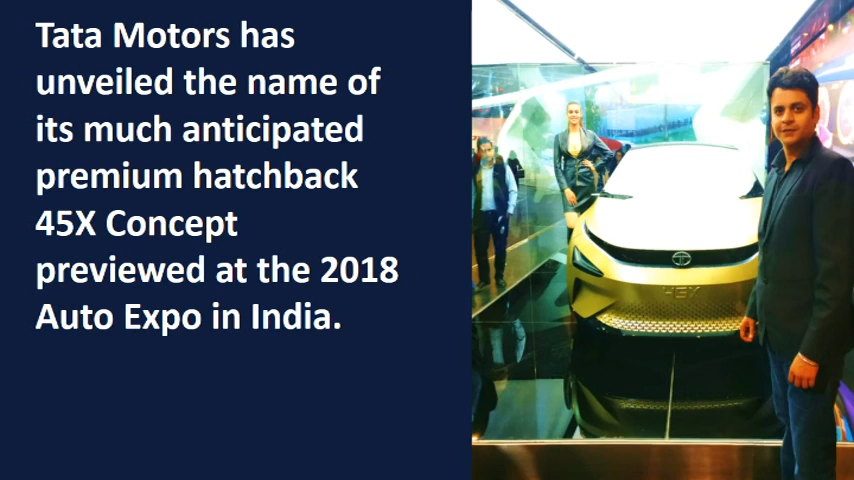 Tata Motors has
unveiled the name of
its much anticipated
premium hatchback
45X Concept
previewed at the 2018
Auto Expo in India.